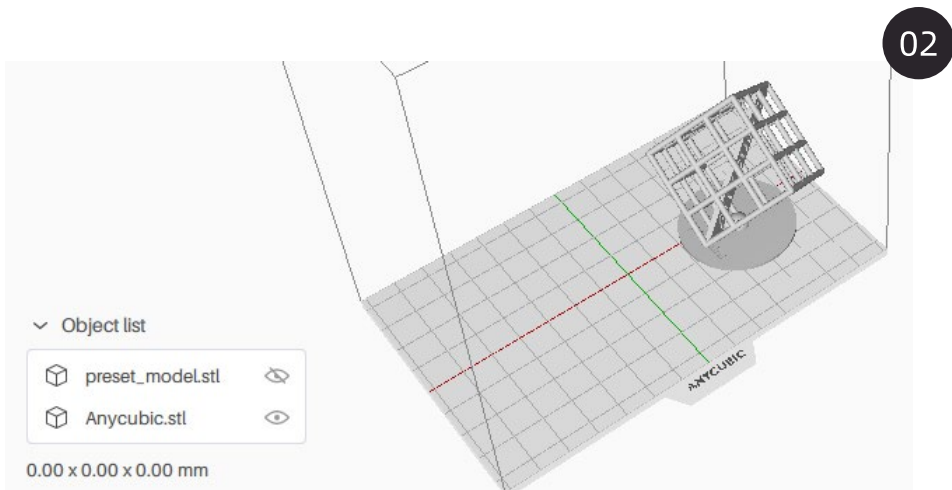 02
ANYCUBIC
Object list
preset_model.stl
Anycubic.stl
0.00 x 0.00 x 0.00 mm